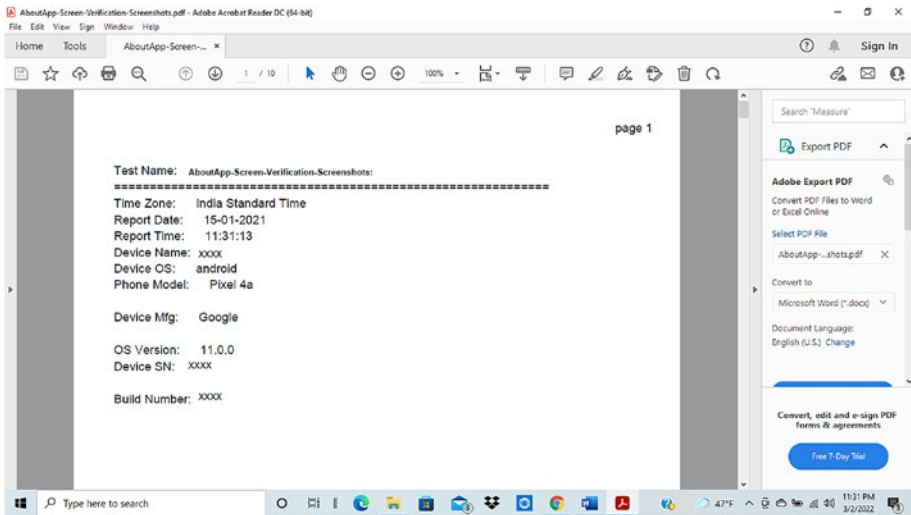 AboutApp-Screen-Verification-Screenshots.pdf - Adobe Acrobat Reader DC (64-bit)
File Edit View Sign Window Help
Home Tools AboutApp-Screen-... × Sign In
1 / 10 100%
page 1
Test Name: AboutApp-Screen-Verification-Screenshots:
=============================================================
Time Zone: India Standard Time
Report Date: 15-01-2021
Report Time: 11:31:13
Device Name: xxxx
Device OS: android
Phone Model: Pixel 4a
Device Mfg: Google
OS Version: 11.0.0
Device SN: xxxx
Build Number: xxxx
Search 'Measure'
Export PDF
Adobe Export PDF
Convert PDF Files to Word
or Excel Online
Select PDF File
AboutApp-...shots.pdf ×
Convert to
Microsoft Word (*.docx)
Document Language:
English (U.S.) Change
Convert, edit and e-sign PDF
forms & agreements
Free 7-Day Trial
Type here to search
47°F
11:31 PM
3/2/2022